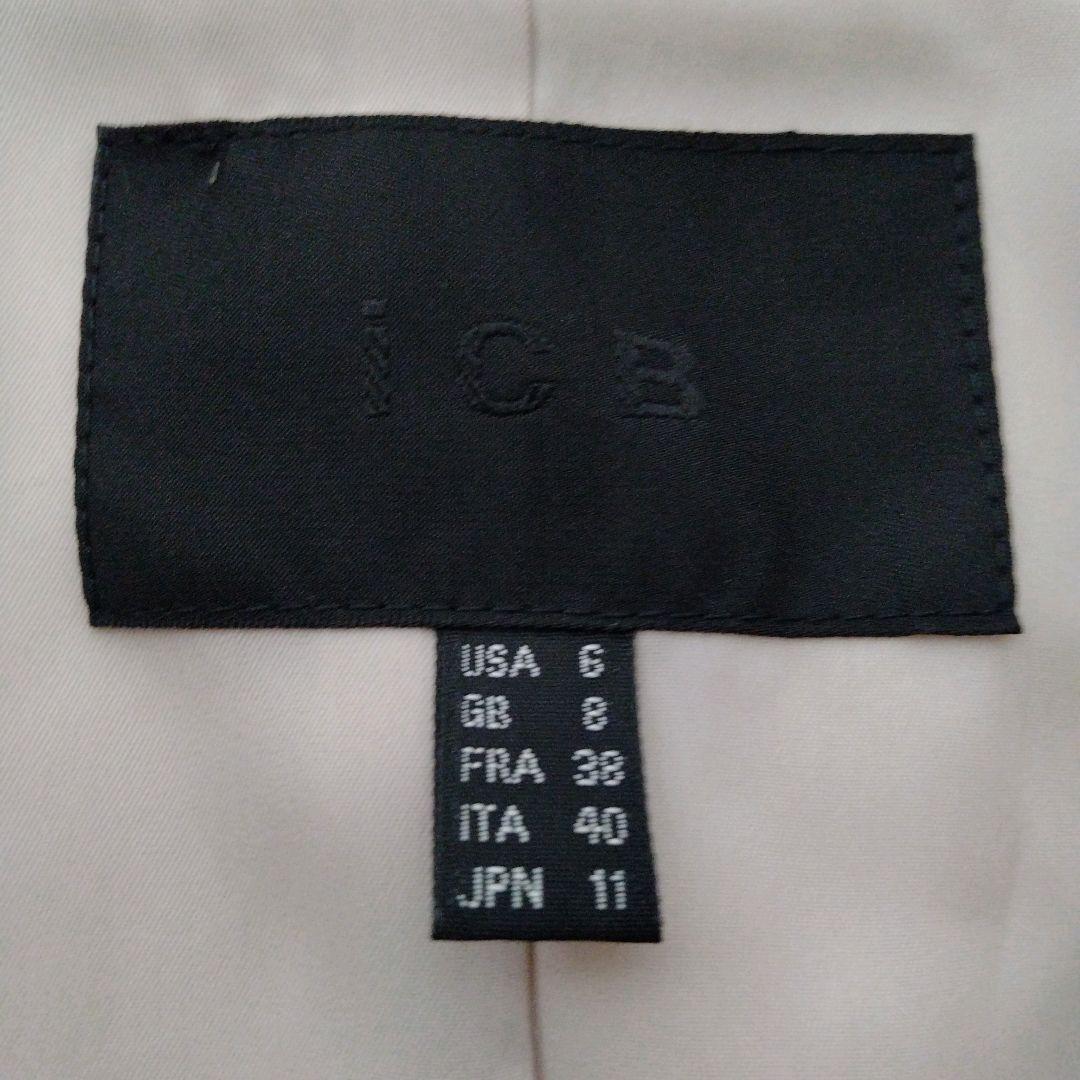 iCB
USA 6
GB 8
FRA 38
ITA 40
JPN 11